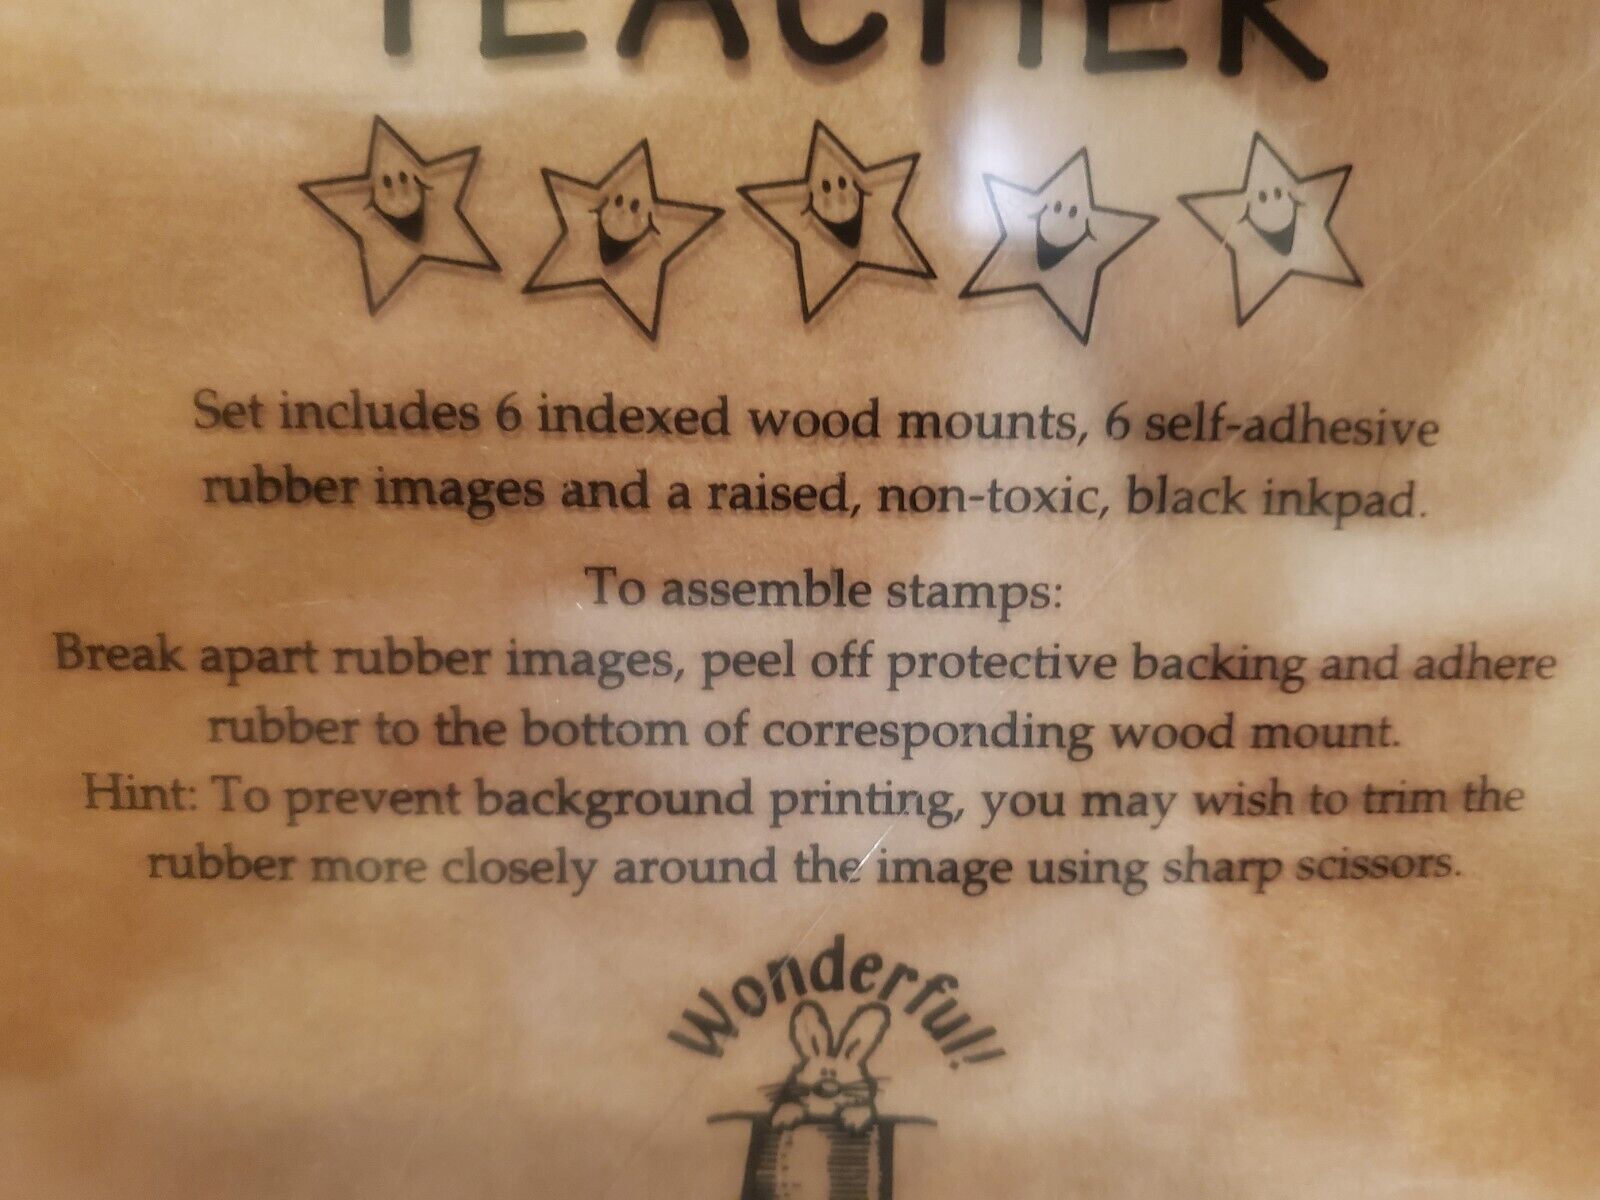 TEACHER
Set includes 6 indexed wood mounts, 6 self-adhesive
rubber images and a raised, non-toxic, black inkpad.
To assemble stamps:
Break apart rubber images, peel off protective backing and adhere
rubber to the bottom of corresponding wood mount.
Hint: To prevent background printing, you may wish to trim the
rubber more closely around the image using sharp scissors.
Wonderful!